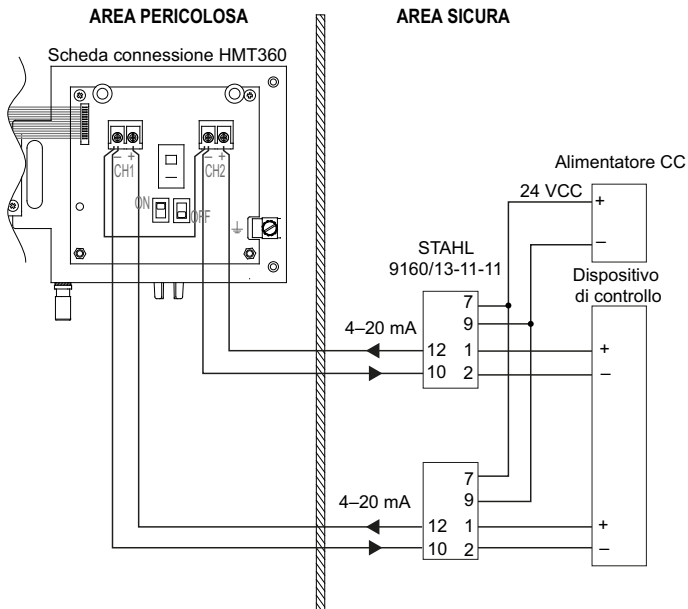 AREA PERICOLOSA
AREA SICURA
Scheda connessione HMT360
– +
CH1
– +
CH2
ON
OFF
Alimentatore CC
24 VCC
+
–
STAHL
9160/13-11-11
Dispositivo
di controllo
7
9
4–20 mA
12 1
10 2
+
–
7
9
4–20 mA
12 1
10 2
+
–